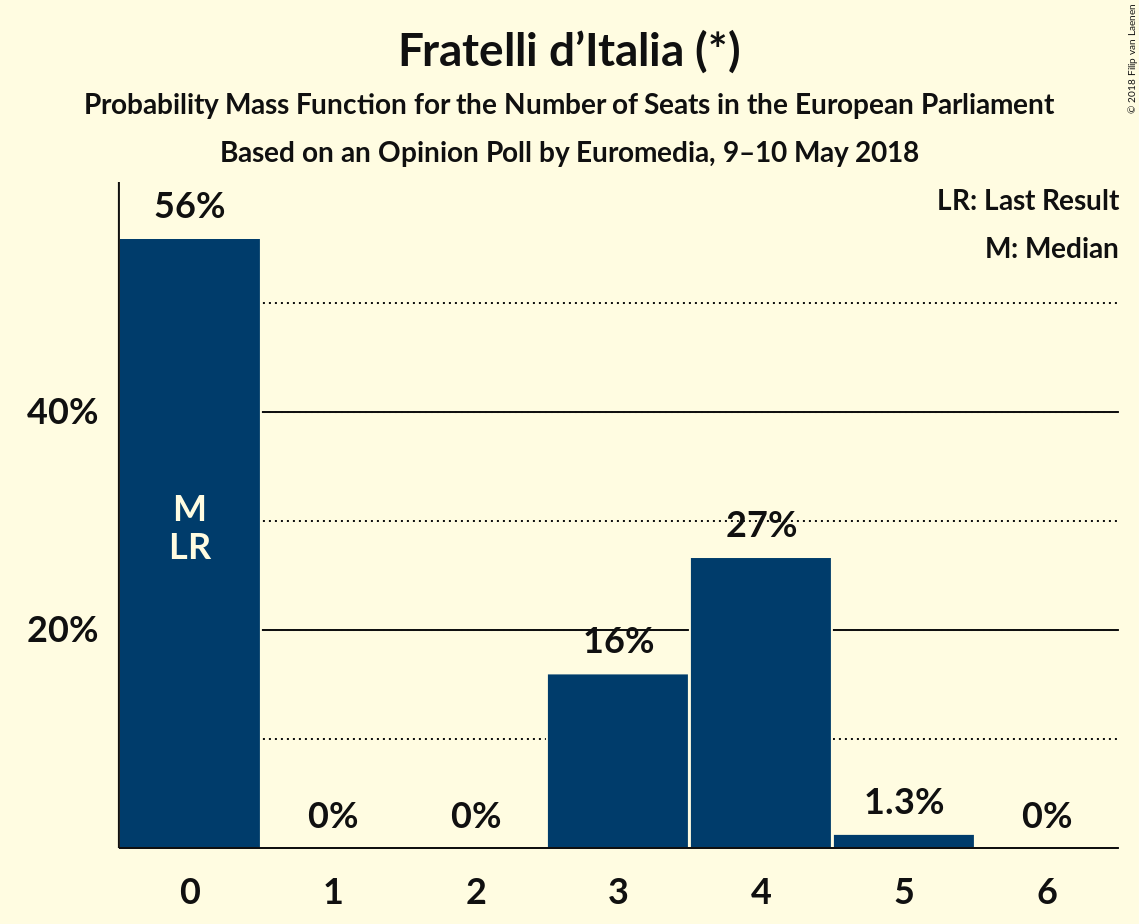 Fratelli d’Italia (*)
Probability Mass Function for the Number of Seats in the European Parliament
Based on an Opinion Poll by Euromedia, 9–10 May 2018
© 2018 Filip van Laenen
LR: Last Result
M: Median
56%
40%
M
LR
27%
20%
16%
0%
0%
1.3%
0%
0
1
2
3
4
5
6